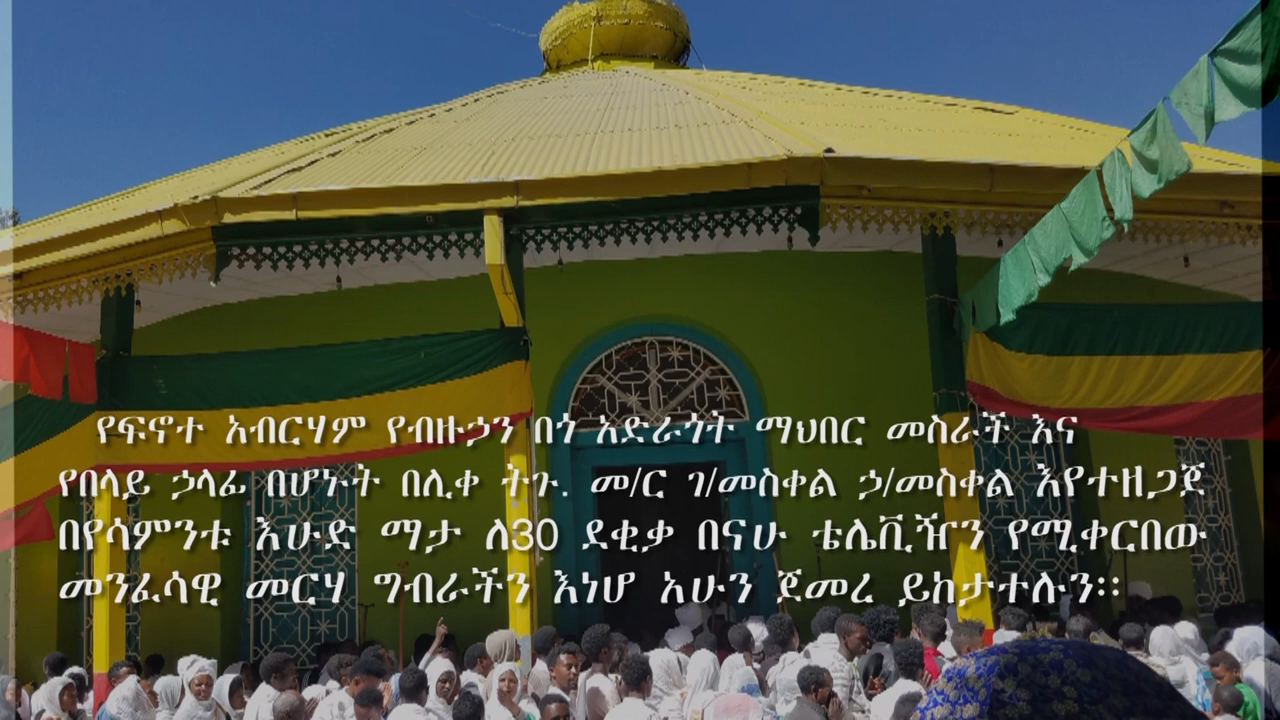 የፍኖተ አብርሃም የብዙኃን በጎ አድራጎት ማህበር መስራች እና
የበላይ ኃላፊ በሆኑት በሊቀ ትጉ. መ/ር ገ/መስቀል ኃ/መስቀል እየተዘጋጀ
በየሳምንቱ እሁድ ማታ ለ30 ደቂቃ በናሁ ቴሌቪዥን የሚቀርበው
መንፈሳዊ መርሃ ግብራችን እነሆ አሁን ጀመረ ይከታተሉን፡፡